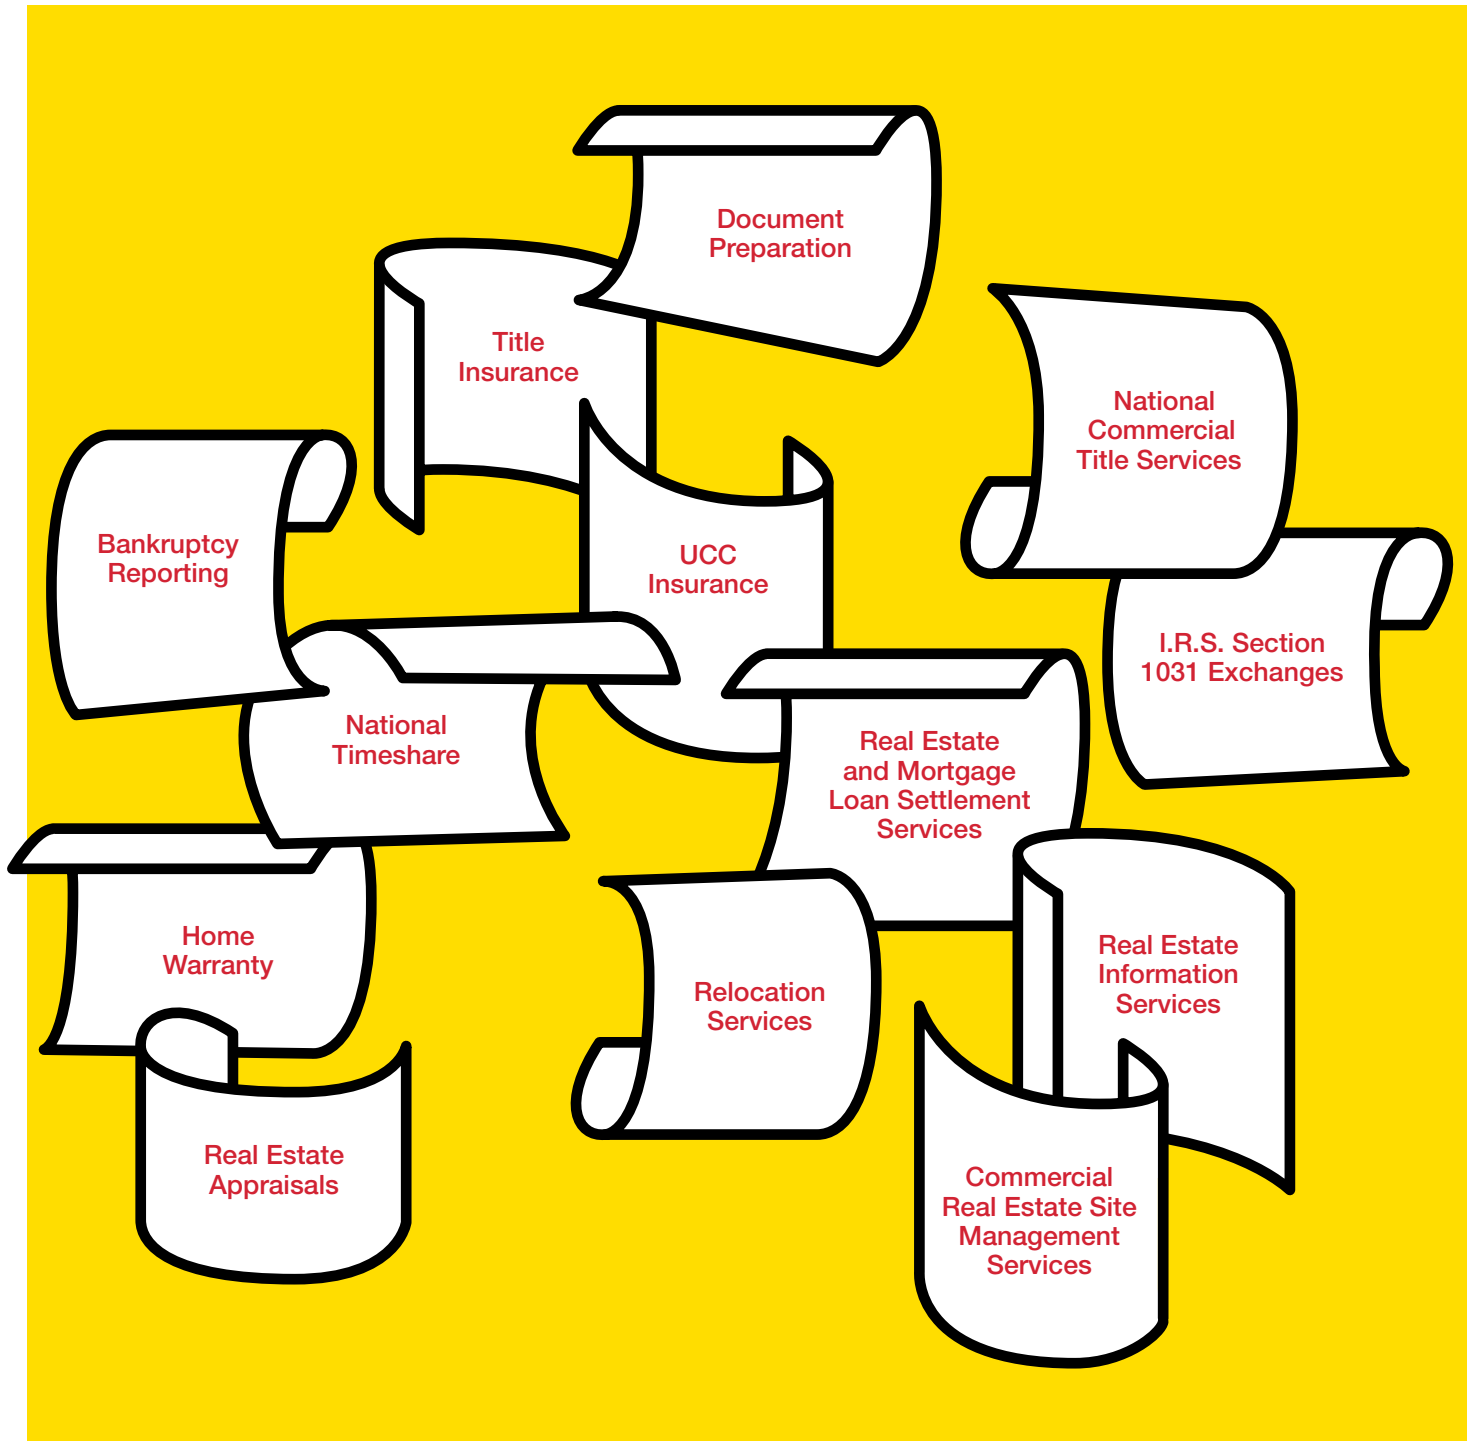 Document
Preparation
Title
Insurance
National
Commercial
Title Services
Bankruptcy
Reporting
UCC
Insurance
I.R.S. Section
1031 Exchanges
National
Timeshare
Real Estate
and Mortgage
Loan Settlement
Services
Home
Warranty
Relocation
Services
Real Estate
Information
Services
Real Estate
Appraisals
Commercial
Real Estate Site
Management
Services